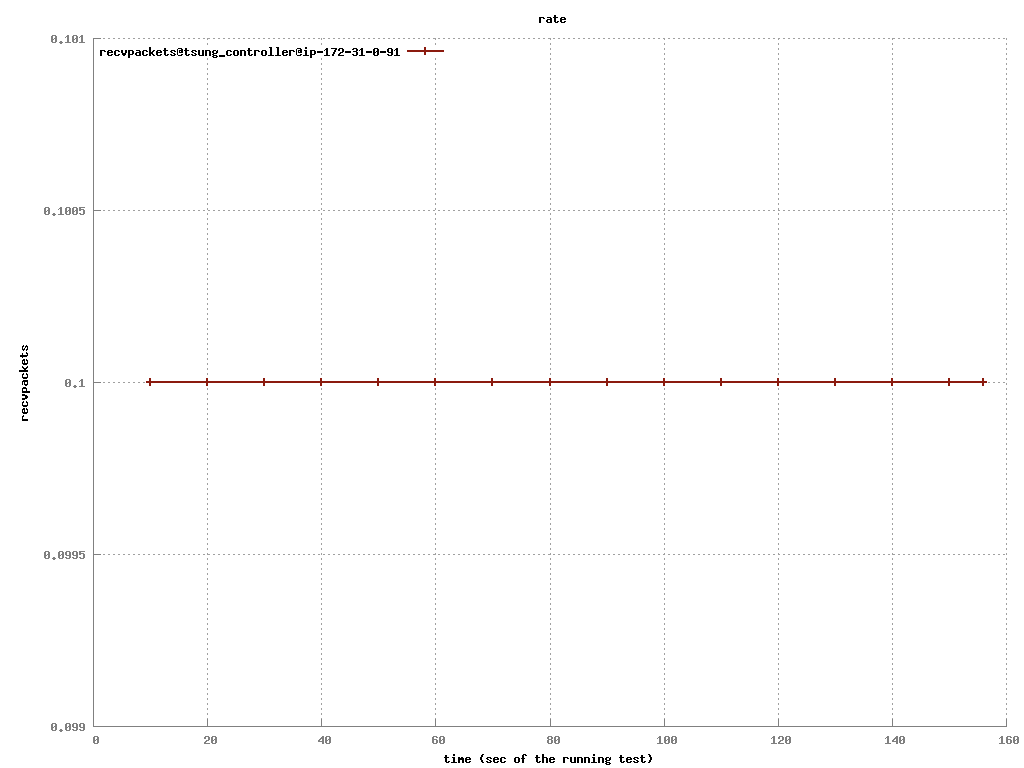 rate
0.101
recvpackets@tsung_controller@ip-172-31-0-91
0.1005
recvpackets
0.1
0.0995
0.099
0 20 40 60 80 100 120 140 160
time (sec of the running test)